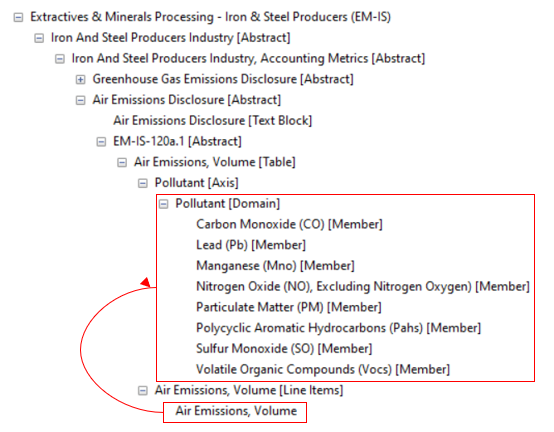 Extractives & Minerals Processing - Iron & Steel Producers (EM-IS)
Iron And Steel Producers Industry [Abstract]
Iron And Steel Producers Industry, Accounting Metrics [Abstract]
Greenhouse Gas Emissions Disclosure [Abstract]
Air Emissions Disclosure [Abstract]
Air Emissions Disclosure [Text Block]
EM-IS-120a.1 [Abstract]
Air Emissions, Volume [Table]
Pollutant [Axis]
Pollutant [Domain]
Carbon Monoxide (CO) [Member]
Lead (Pb) [Member]
Manganese (Mno) [Member]
Nitrogen Oxide (NO), Excluding Nitrogen Oxygen) [Member]
Particulate Matter (PM) [Member]
Polycyclic Aromatic Hydrocarbons (Pahs) [Member]
Sulfur Monoxide (SO) [Member]
Volatile Organic Compounds (Vocs) [Member]
Air Emissions, Volume [Line Items]
Air Emissions, Volume